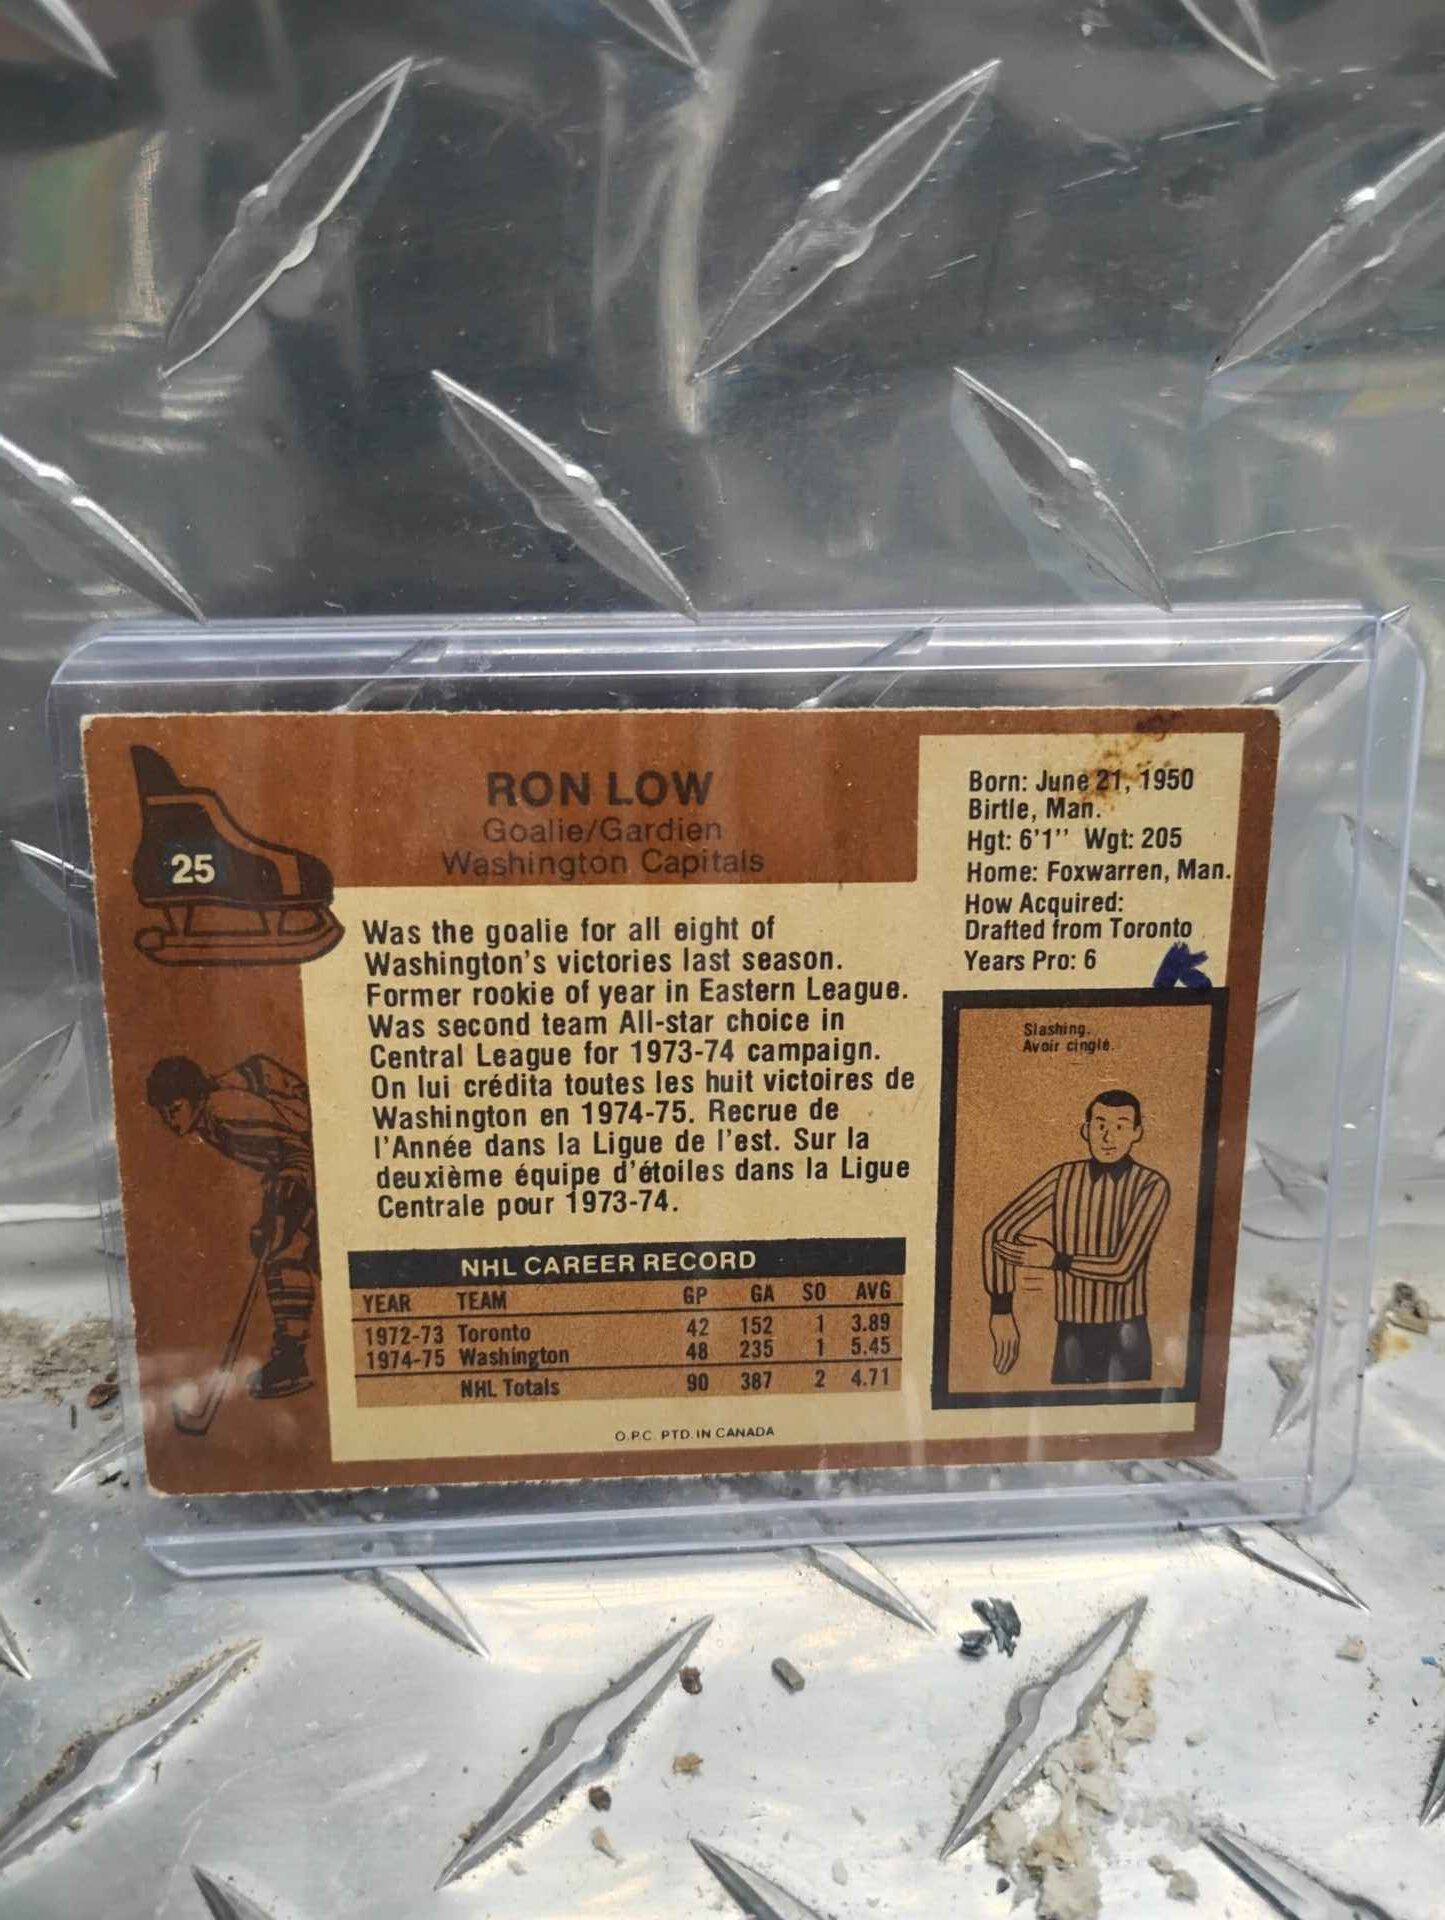 25
RON LOW
Goalie/Gardien
Washington Capitals
Born: June 21, 1950
Birtle, Man.
Hgt: 6'1'' Wgt: 205
Home: Foxwarren, Man.
How Acquired:
Drafted from Toronto
Years Pro: 6
K
Was the goalie for all eight of
Washington's victories last season.
Former rookie of year in Eastern League.
Was second team All-star choice in
Central League for 1973-74 campaign.
On lui crédita toutes les huit victoires de
Washington en 1974-75. Recrue de
l'Année dans la Ligue de l'est. Sur la
deuxième équipe d'étoiles dans la Ligue
Centrale pour 1973-74.
Slashing.
Avoir cinglé.
NHL CAREER RECORD
YEAR TEAM GP GA SO AVG
1972-73 Toronto 42 152 1 3.89
1974-75 Washington 48 235 1 5.45
NHL Totals 90 387 2 4.71
O.P.C. PTD. IN CANADA